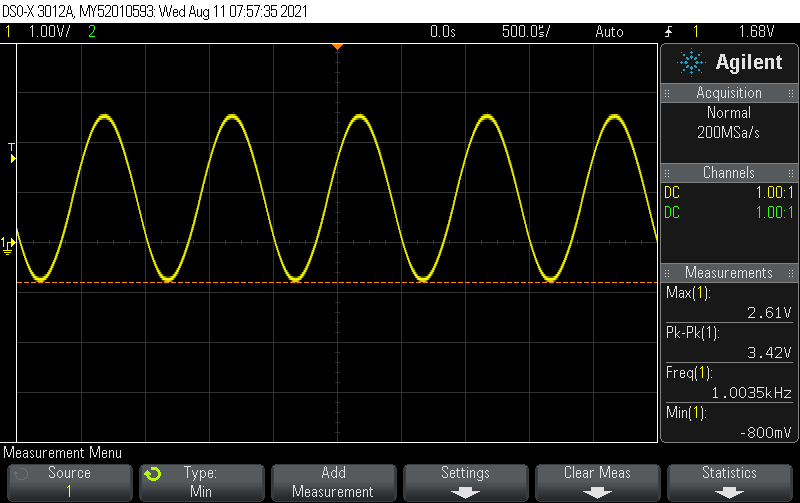 DSO-X 3012A, MY52010593: Wed Aug 11 07:57:35 2021
1 1.00V/ 2 0.0s 500.0µs/ Auto 1 1.68V
Agilent
Acquisition
Normal
200MSa/s
Channels
DC 1.00:1
DC 1.00:1
Measurements
Max(1):
2.61V
Pk-Pk(1):
3.42V
Freq(1):
1.0035kHz
Min(1):
-800mV
T
1
Measurement Menu
Source
1
Type:
Min
Add
Measurement
Settings
Clear Meas
Statistics